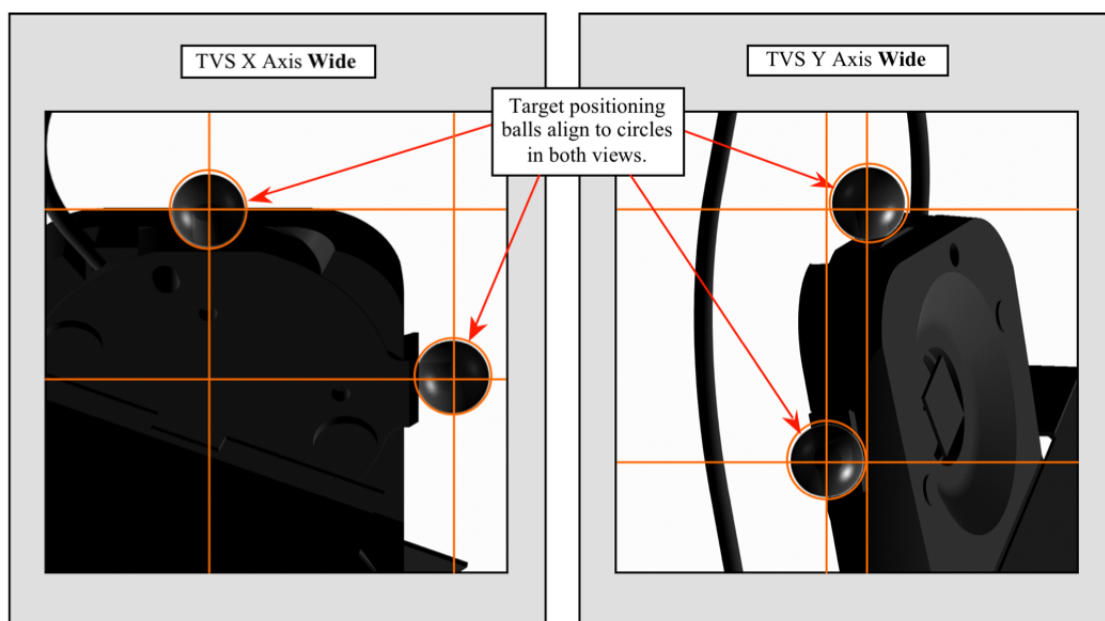 TVS X Axis Wide
TVS Y Axis Wide
Target positioning
balls align to circles
in both views.